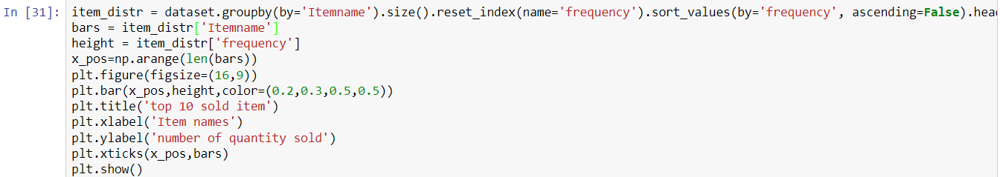 In [31]: item_distr = dataset.groupby(by='Itemname').size().reset_index(name='frequency').sort_values(by='frequency', ascending=False).head
bars = item_distr['Itemname']
height = item_distr['frequency']
x_pos=np.arange(len(bars))
plt.figure(figsize=(16,9))
plt.bar(x_pos,height,color=(0.2,0.3,0.5,0.5))
plt.title('top 10 sold item')
plt.xlabel('Item names')
plt.ylabel('number of quantity sold')
plt.xticks(x_pos,bars)
plt.show()